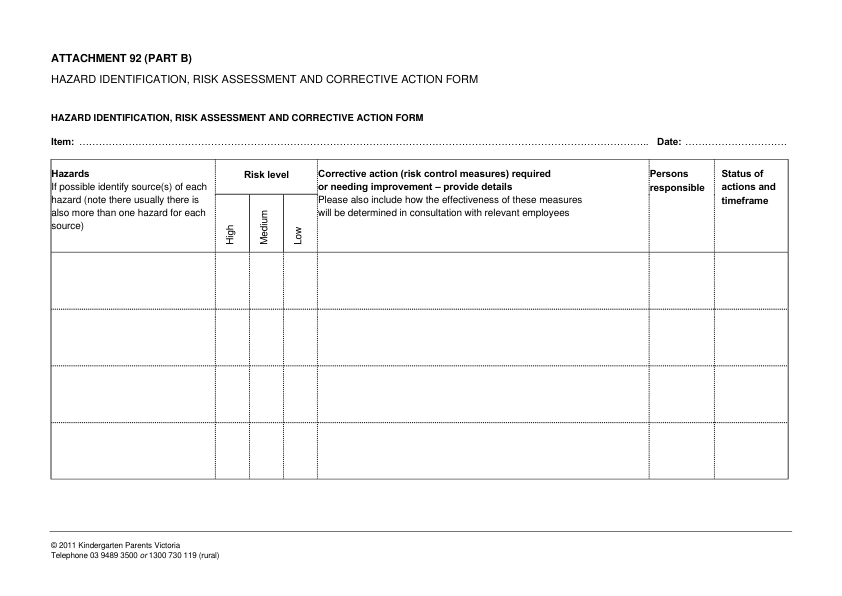 ATTACHMENT 92 (PART B)
HAZARD IDENTIFICATION, RISK ASSESSMENT AND CORRECTIVE ACTION FORM
HAZARD IDENTIFICATION, RISK ASSESSMENT AND CORRECTIVE ACTION FORM
Item: ………………………………………………………………………………………………………………………………………………….. Date: ………………………….
Hazards
If possible identify source(s) of each
hazard (note there usually there is
also more than one hazard for each
source)
Risk level
High
Medium
Low
Corrective action (risk control measures) required
or needing improvement – provide details
Please also include how the effectiveness of these measures
will be determined in consultation with relevant employees
Persons
responsible
Status of
actions and
timeframe
© 2011 Kindergarten Parents Victoria
Telephone 03 9489 3500 or 1300 730 119 (rural)